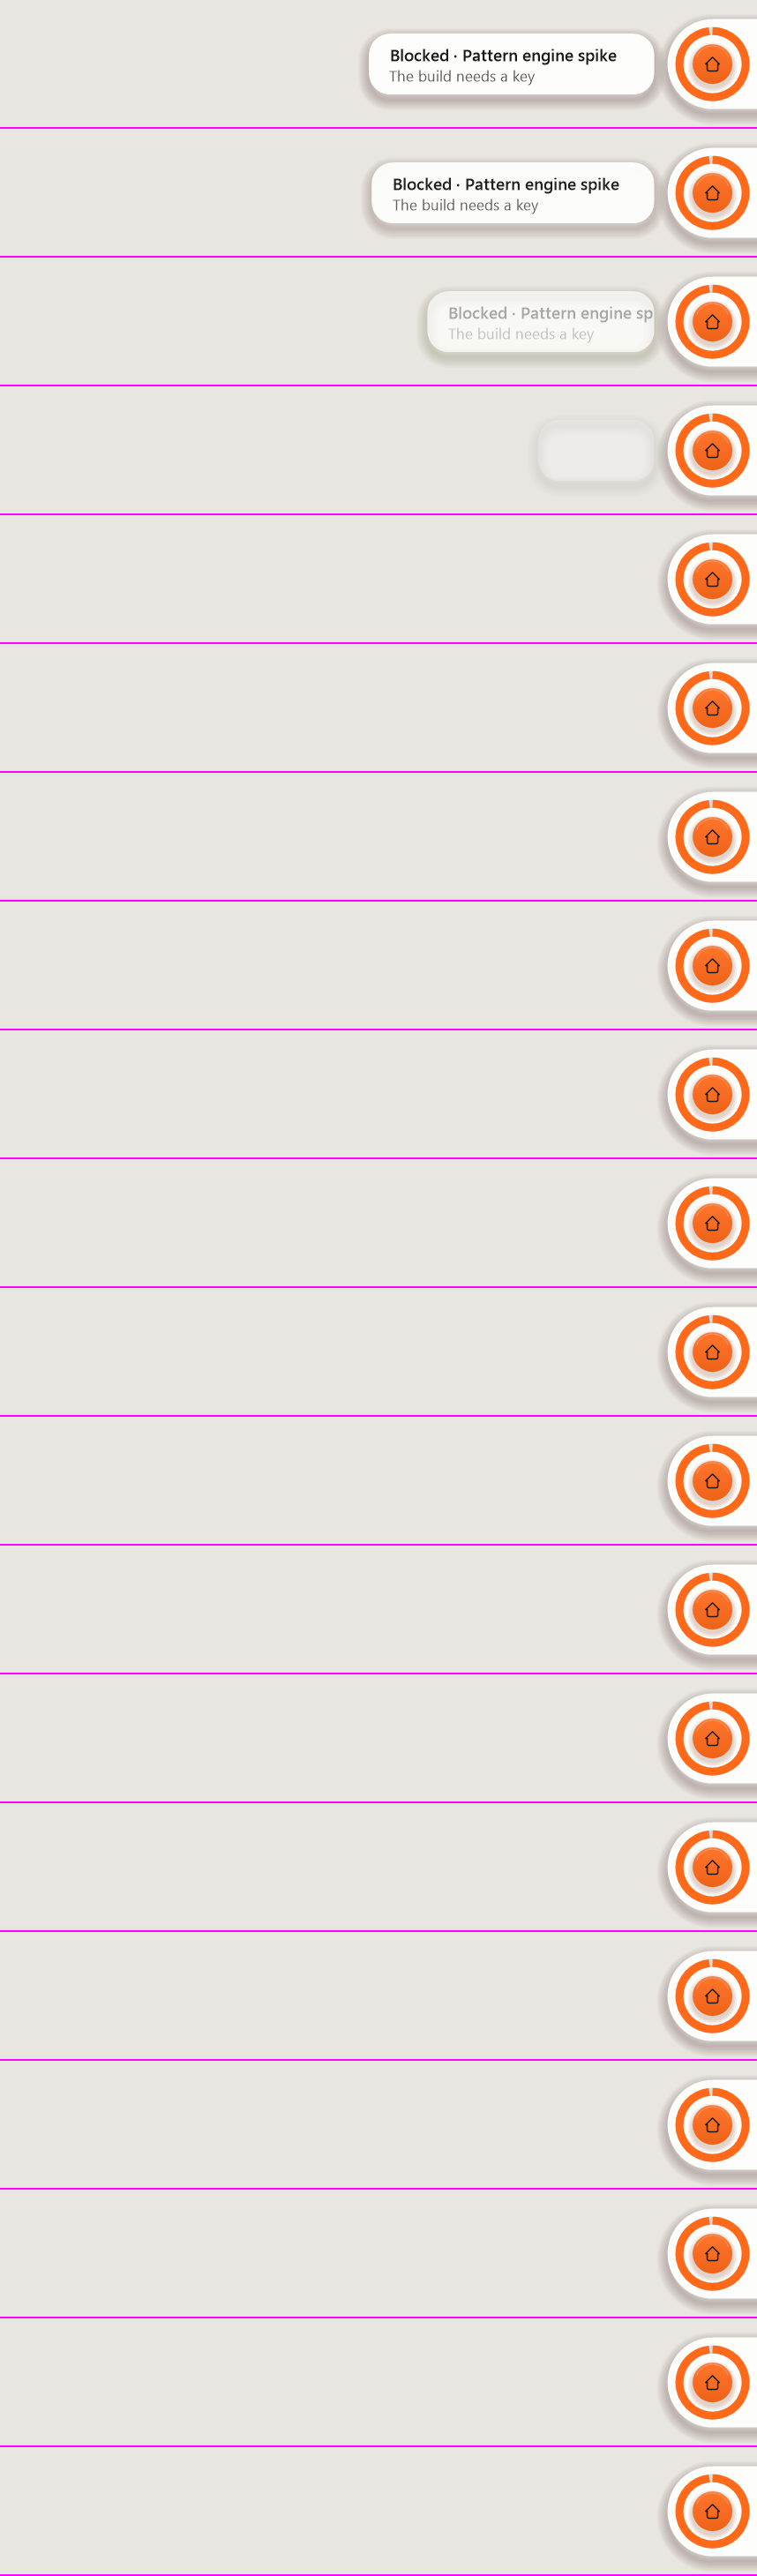 Blocked · Pattern engine spike
The build needs a key
Blocked · Pattern engine spike
The build needs a key
Blocked · Pattern engine sp
The build needs a key